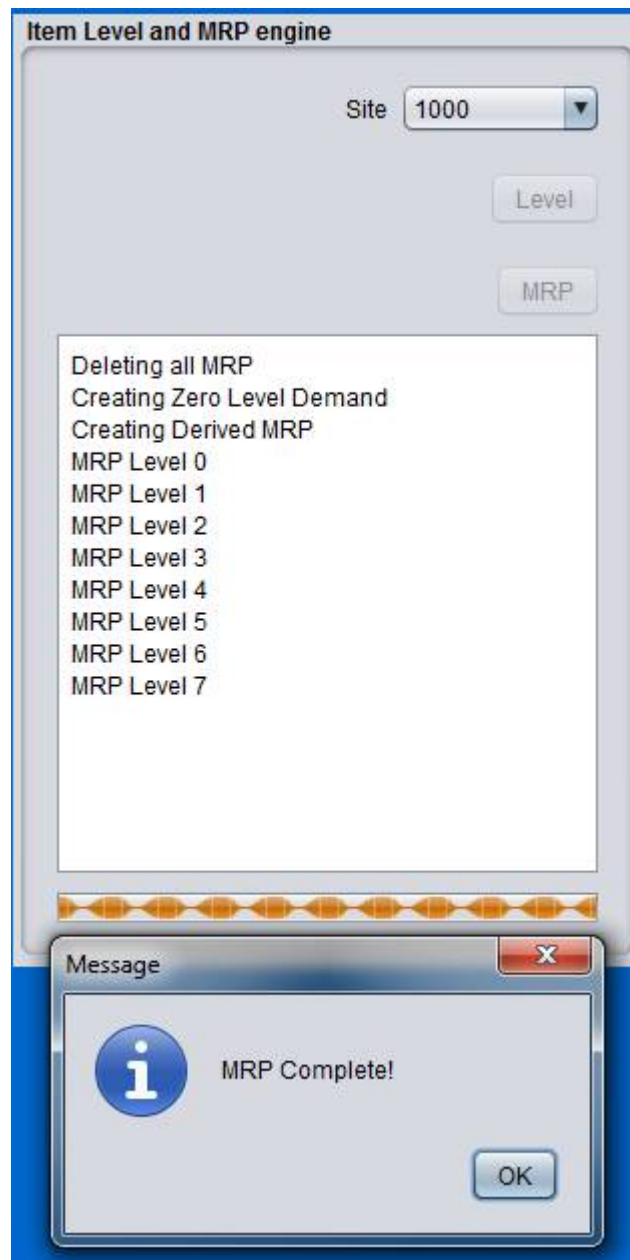 Item Level and MRP engine
Site 1000
Level
MRP
Deleting all MRP
Creating Zero Level Demand
Creating Derived MRP
MRP Level 0
MRP Level 1
MRP Level 2
MRP Level 3
MRP Level 4
MRP Level 5
MRP Level 6
MRP Level 7
Message
MRP Complete!
OK